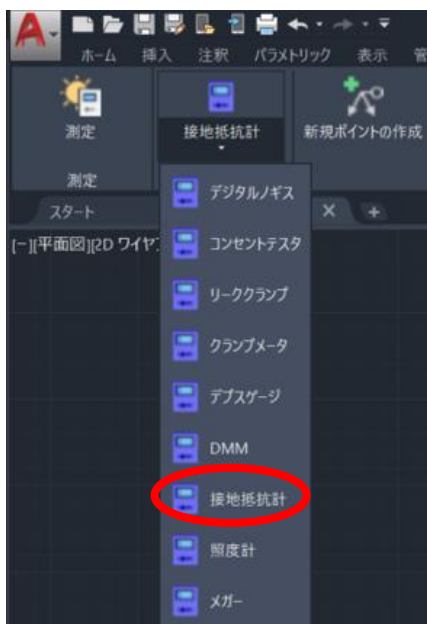 ホーム 挿入 注釈 パラメトリック 表示 管
測定 接地抵抗計 新規ポイントの作成
測定
スタート
[-][平面図][2D ワイヤ
デジタルノギス
コンセントテスタ
リーククランプ
クランプメータ
デプスゲージ
DMM
接地抵抗計
照度計
メガー